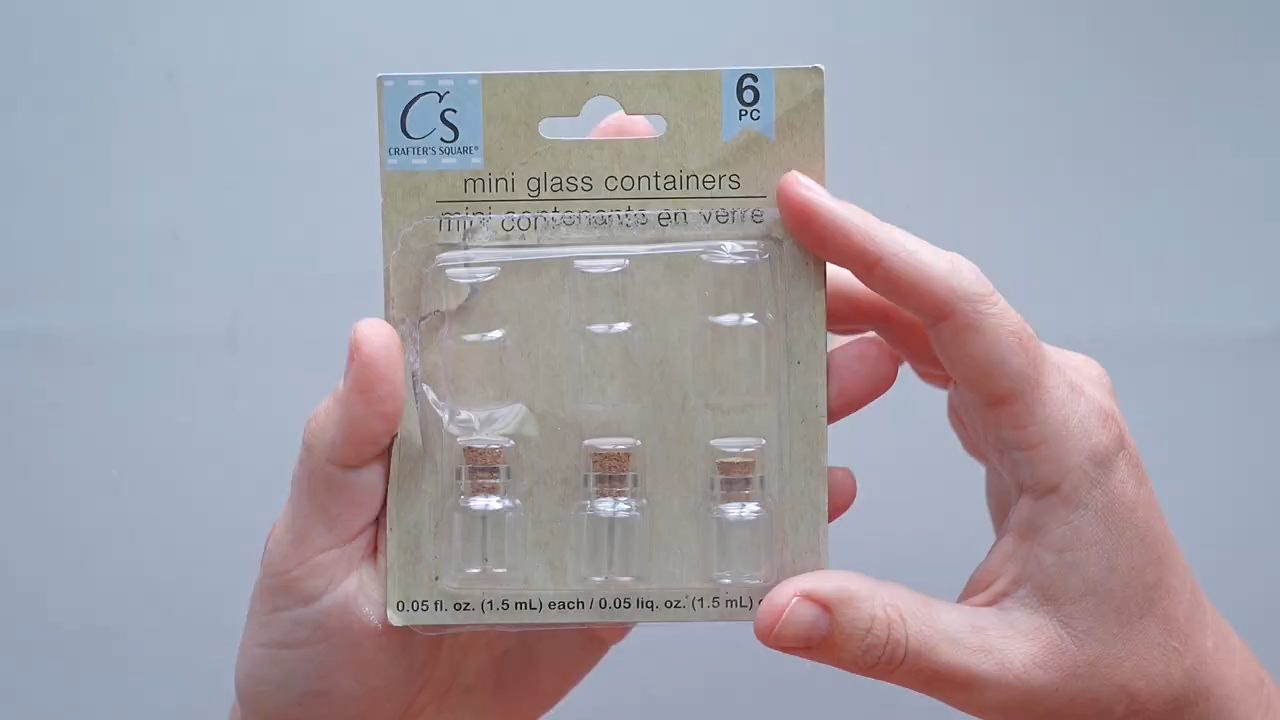 Cs
CRAFTER'S SQUARE®
6
PC
mini glass containers
mini contenants en verre
0.05 fl. oz. (1.5 mL) each / 0.05 liq. oz. (1.5 mL)